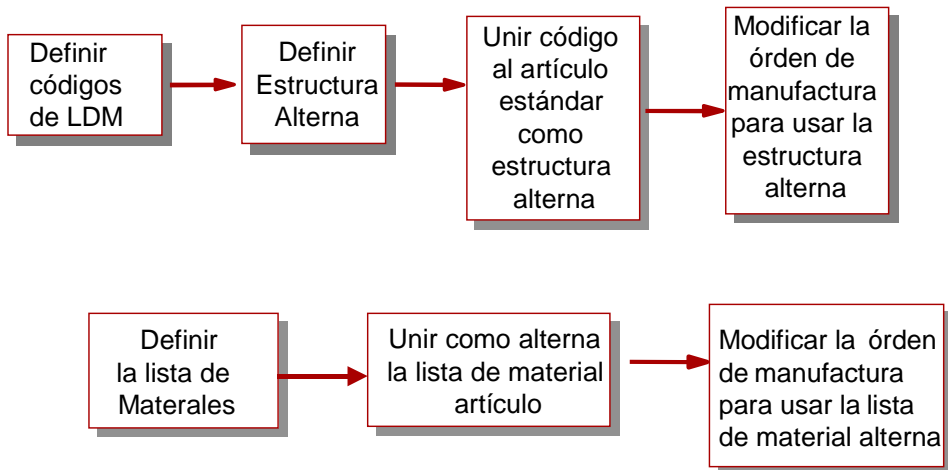 Definir
códigos
de LDM
Definir
Estructura
Alterna
Unir código
al artículo
estándar
como
estructura
alterna
Modificar la
órden de
manufactura
para usar la
estructura
alterna
Definir
la lista de
Materales
Unir como alterna
la lista de material
artículo
Modificar la órden
de manufactura
para usar la lista
de material alterna